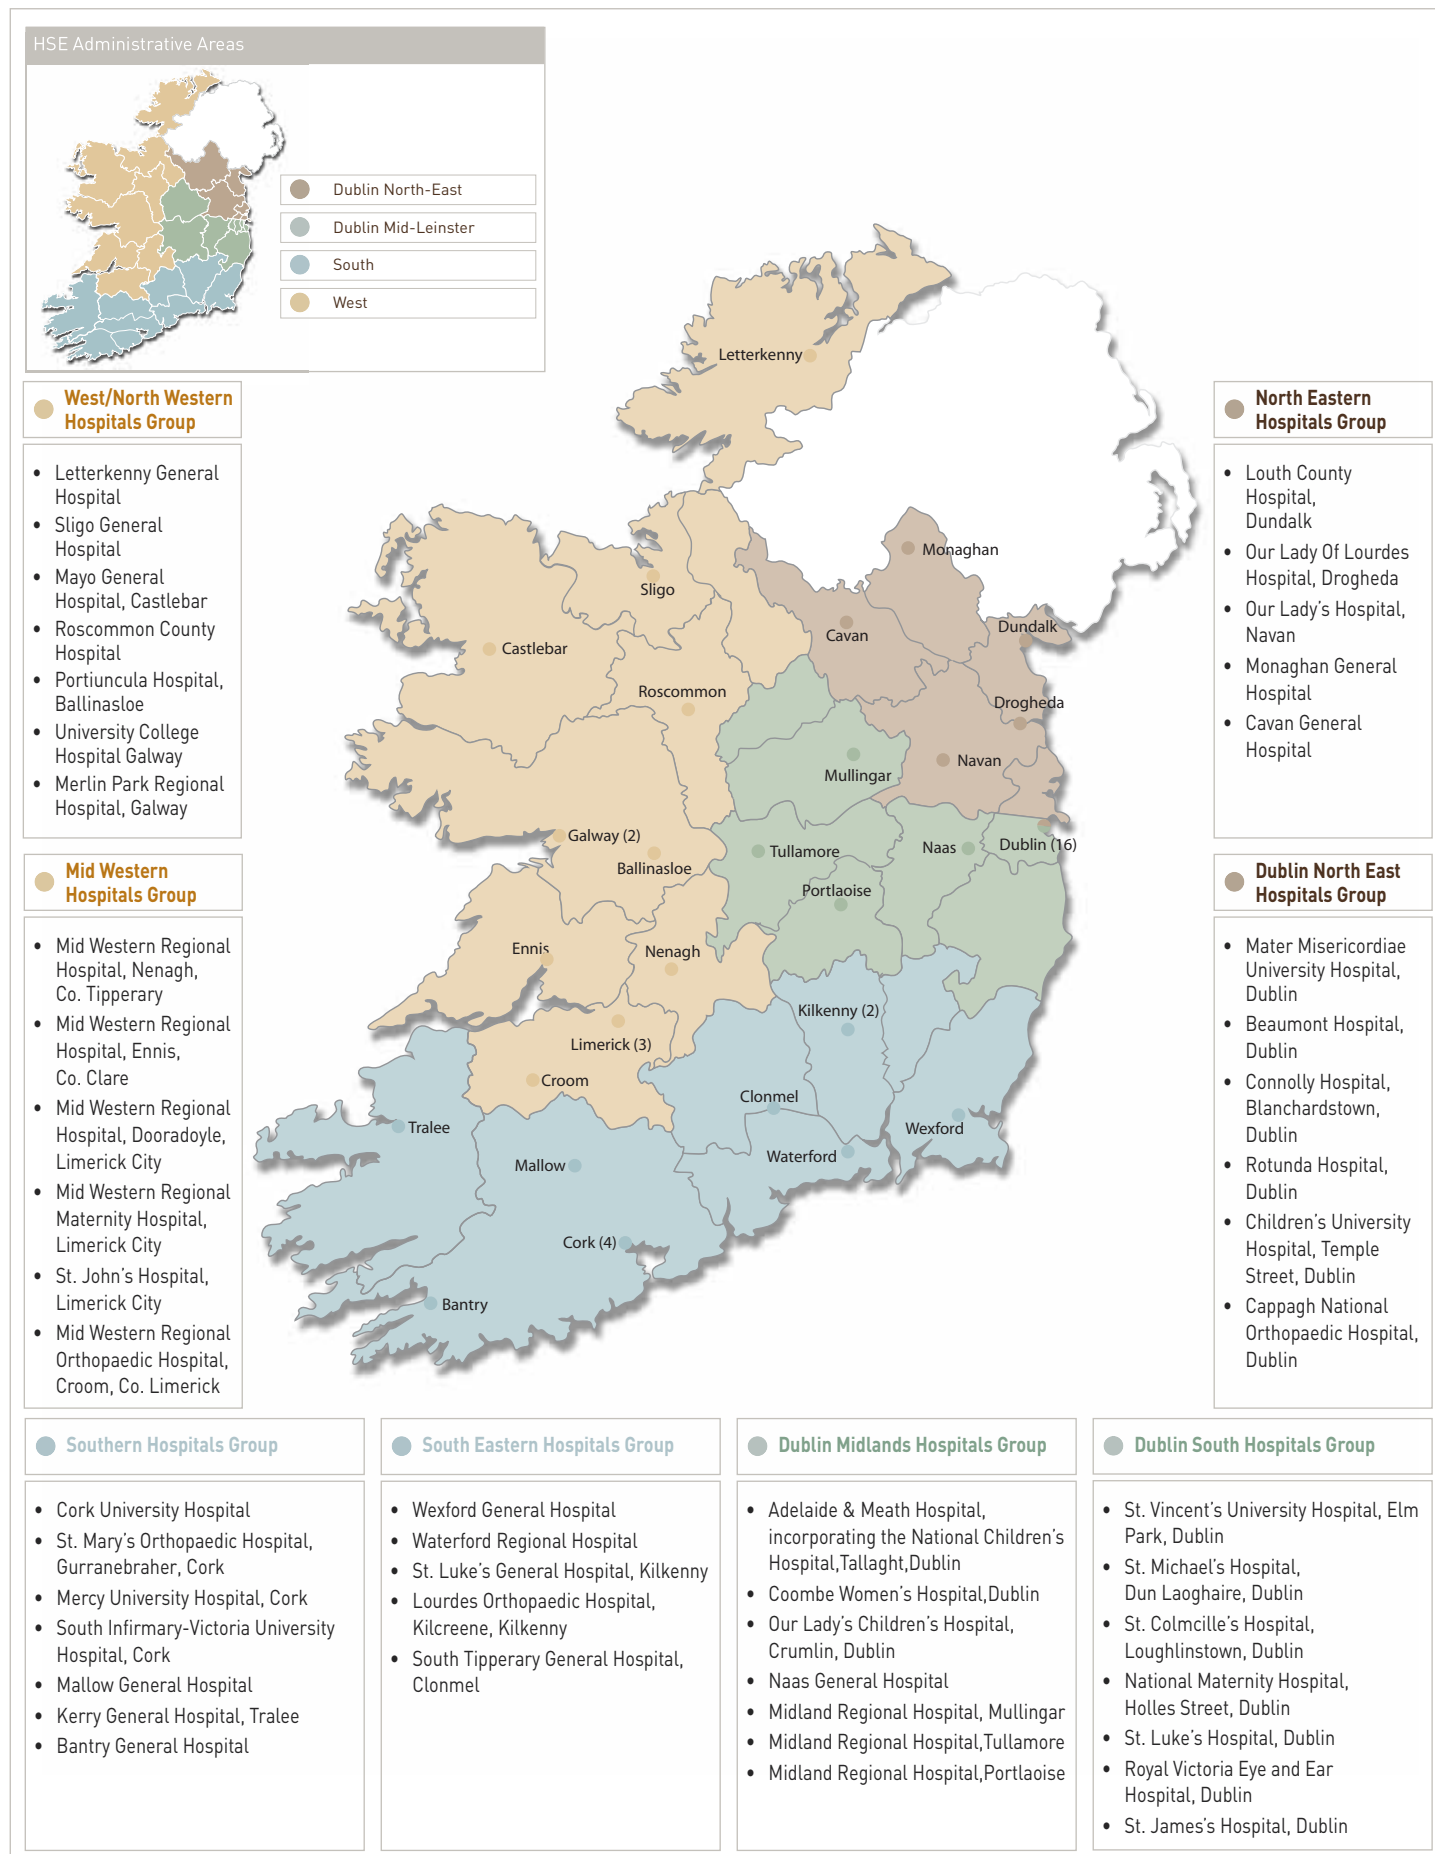 HSE Administrative Areas
Dublin North-East
Dublin Mid-Leinster
South
West
West/North Western
Hospitals Group
• Letterkenny General
Hospital
• Sligo General
Hospital
• Mayo General
Hospital, Castlebar
• Roscommon County
Hospital
• Portiuncula Hospital,
Ballinasloe
• University College
Hospital Galway
• Merlin Park Regional
Hospital, Galway
Mid Western
Hospitals Group
• Mid Western Regional
Hospital, Nenagh,
Co. Tipperary
• Mid Western Regional
Hospital, Ennis,
Co. Clare
• Mid Western Regional
Hospital, Dooradoyle,
Limerick City
• Mid Western Regional
Maternity Hospital,
Limerick City
• St. John's Hospital,
Limerick City
• Mid Western Regional
Orthopaedic Hospital,
Croom, Co. Limerick
Letterkenny
Monaghan
Sligo
Dundalk
Cavan
Castlebar
Roscommon
Drogheda
Navan
Mullingar
Galway (2)
Dublin (16)
Naas
Tullamore
Ballinasloe
Portlaoise
Ennis
Nenagh
Kilkenny (2)
Limerick (3)
Croom
Clonmel
Tralee
Wexford
Waterford
Mallow
Cork (4)
Bantry
North Eastern
Hospitals Group
• Louth County
Hospital,
Dundalk
• Our Lady Of Lourdes
Hospital, Drogheda
• Our Lady's Hospital,
Navan
• Monaghan General
Hospital
• Cavan General
Hospital
Dublin North East
Hospitals Group
• Mater Misericordiae
University Hospital,
Dublin
• Beaumont Hospital,
Dublin
• Connolly Hospital,
Blanchardstown,
Dublin
• Rotunda Hospital,
Dublin
• Children's University
Hospital, Temple
Street, Dublin
• Cappagh National
Orthopaedic Hospital,
Dublin
Southern Hospitals Group
• Cork University Hospital
• St. Mary's Orthopaedic Hospital,
Gurranebraher, Cork
• Mercy University Hospital, Cork
• South Infirmary-Victoria University
Hospital, Cork
• Mallow General Hospital
• Kerry General Hospital, Tralee
• Bantry General Hospital
South Eastern Hospitals Group
• Wexford General Hospital
• Waterford Regional Hospital
• St. Luke's General Hospital, Kilkenny
• Lourdes Orthopaedic Hospital,
Kilcreene, Kilkenny
• South Tipperary General Hospital,
Clonmel
Dublin Midlands Hospitals Group
• Adelaide & Meath Hospital,
incorporating the National Children's
Hospital,Tallaght,Dublin
• Coombe Women's Hospital,Dublin
• Our Lady's Children's Hospital,
Crumlin, Dublin
• Naas General Hospital
• Midland Regional Hospital, Mullingar
• Midland Regional Hospital,Tullamore
• Midland Regional Hospital,Portlaoise
Dublin South Hospitals Group
• St. Vincent's University Hospital, Elm
Park, Dublin
• St. Michael's Hospital,
Dun Laoghaire, Dublin
• St. Colmcille's Hospital,
Loughlinstown, Dublin
• National Maternity Hospital,
Holles Street, Dublin
• St. Luke's Hospital, Dublin
• Royal Victoria Eye and Ear
Hospital, Dublin
• St. James's Hospital, Dublin